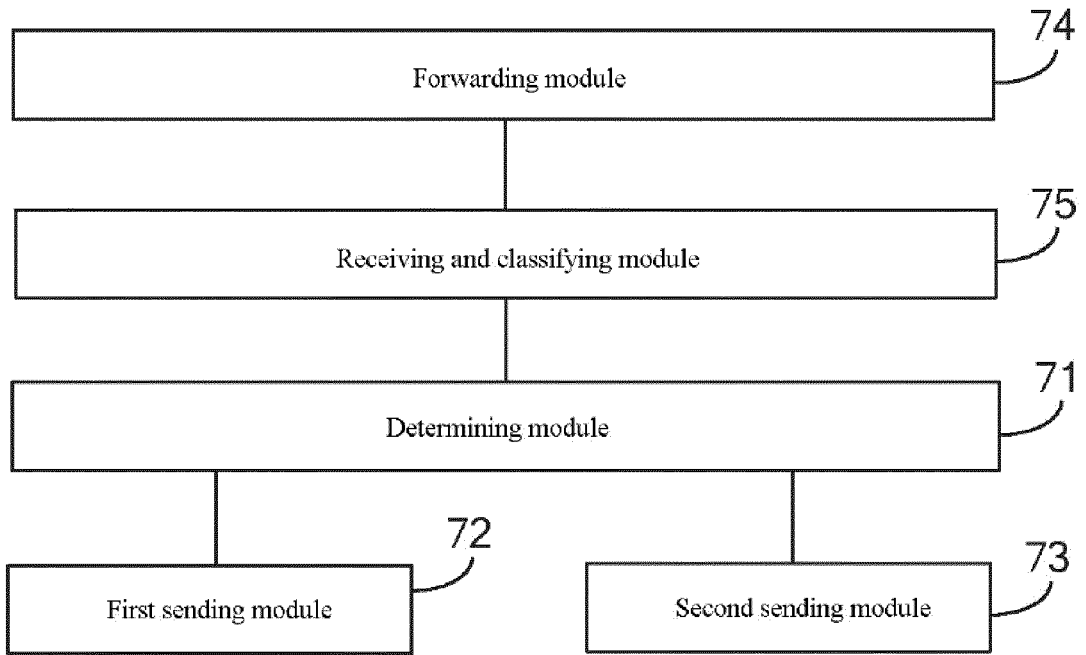 74
Forwarding module
75
Receiving and classifying module
71
Determining module
72
First sending module
73
Second sending module